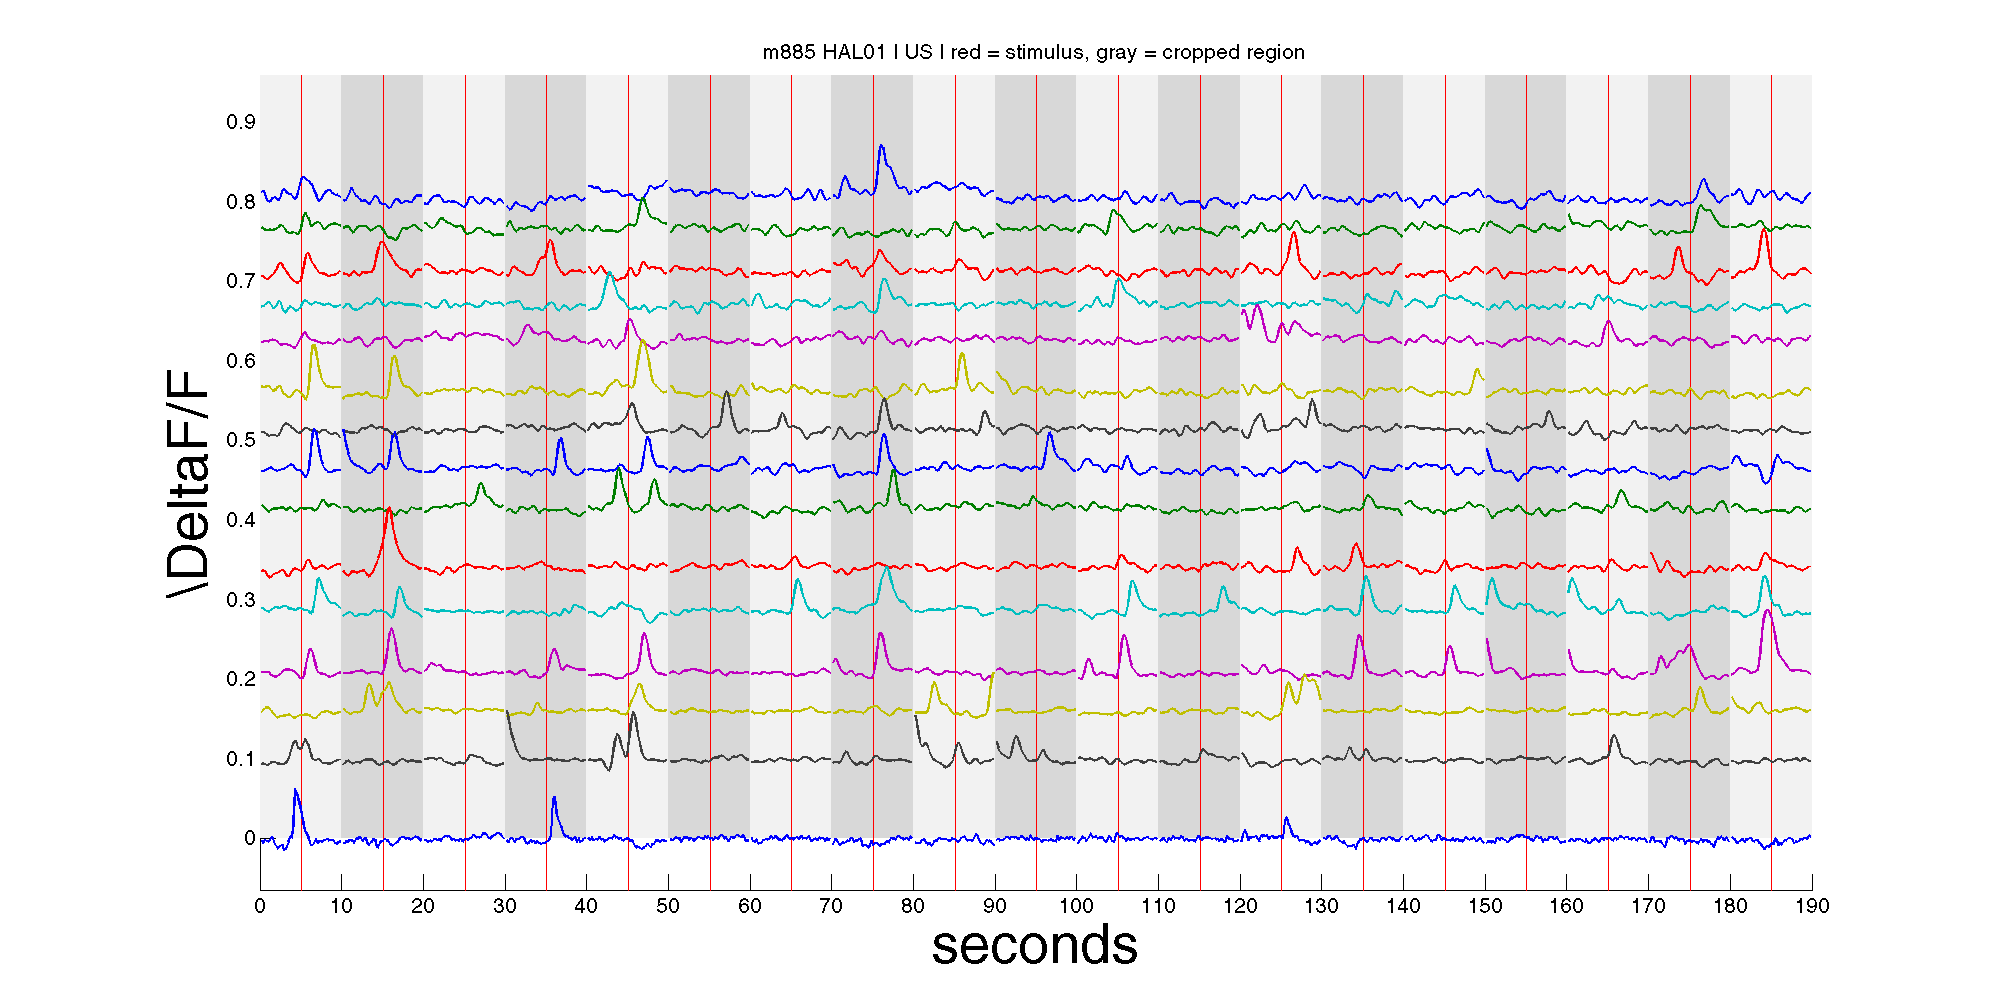 m885 HAL01 | US | red = stimulus, gray = cropped region
\DeltaF/F
0.9
0.8
0.7
0.6
0.5
0.4
0.3
0.2
0.1
0
0 10 20 30 40 50 60 70 80 90 100 110 120 130 140 150 160 170 180 190
seconds